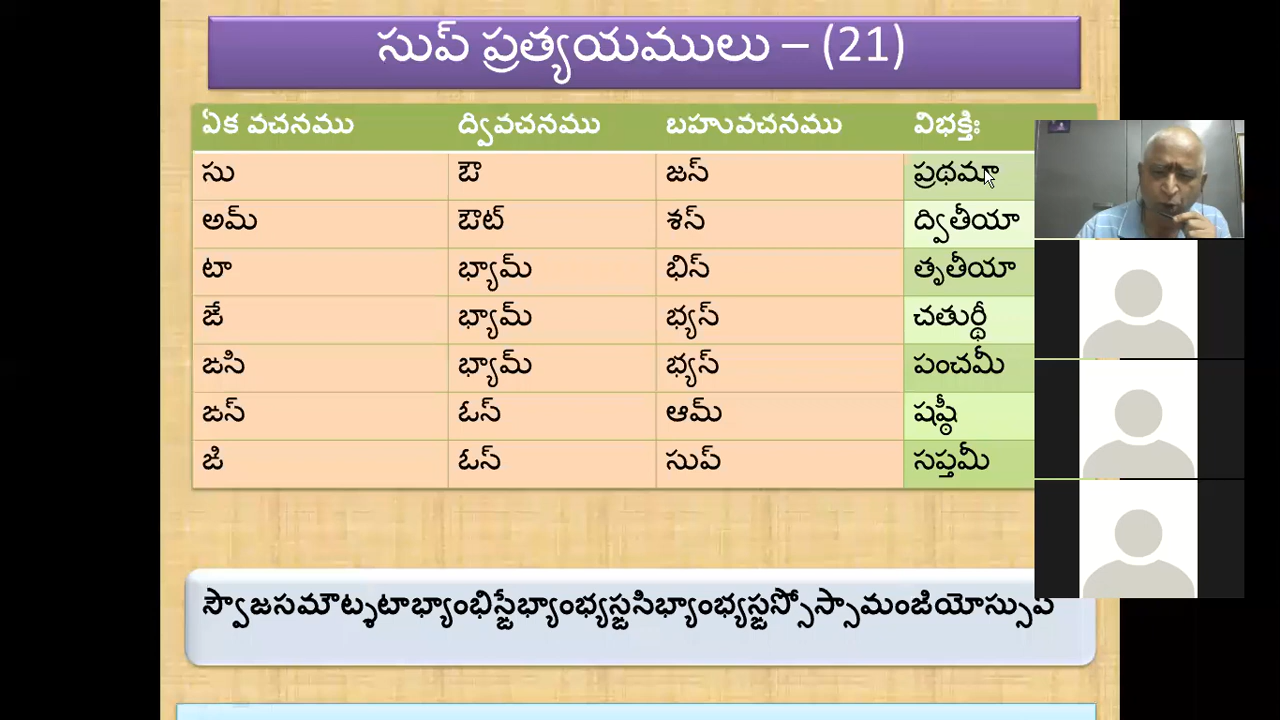 సుప్ ప్రత్యయములు – (21)
ఏక వచనము ద్వివచనము బహువచనము విభక్తిః
సు ఔ జస్ ప్రథమా
అమ్ ఔట్ శస్ ద్వితీయా
టా భ్యామ్ భిస్ తృతీయా
ఙే భ్యామ్ భ్యస్ చతుర్థీ
ఙసి భ్యామ్ భ్యస్ పంచమీ
ఙస్ ఓస్ ఆమ్ షష్ఠీ
ఙి ఓస్ సుప్ సప్తమీ
స్వౌజసమౌట్ఛటాభ్యాంభిస్ఙేభ్యాంభ్యస్ఙసిభ్యాంభ్యస్ఙస్సోస్సామంఙియోస్సుప్